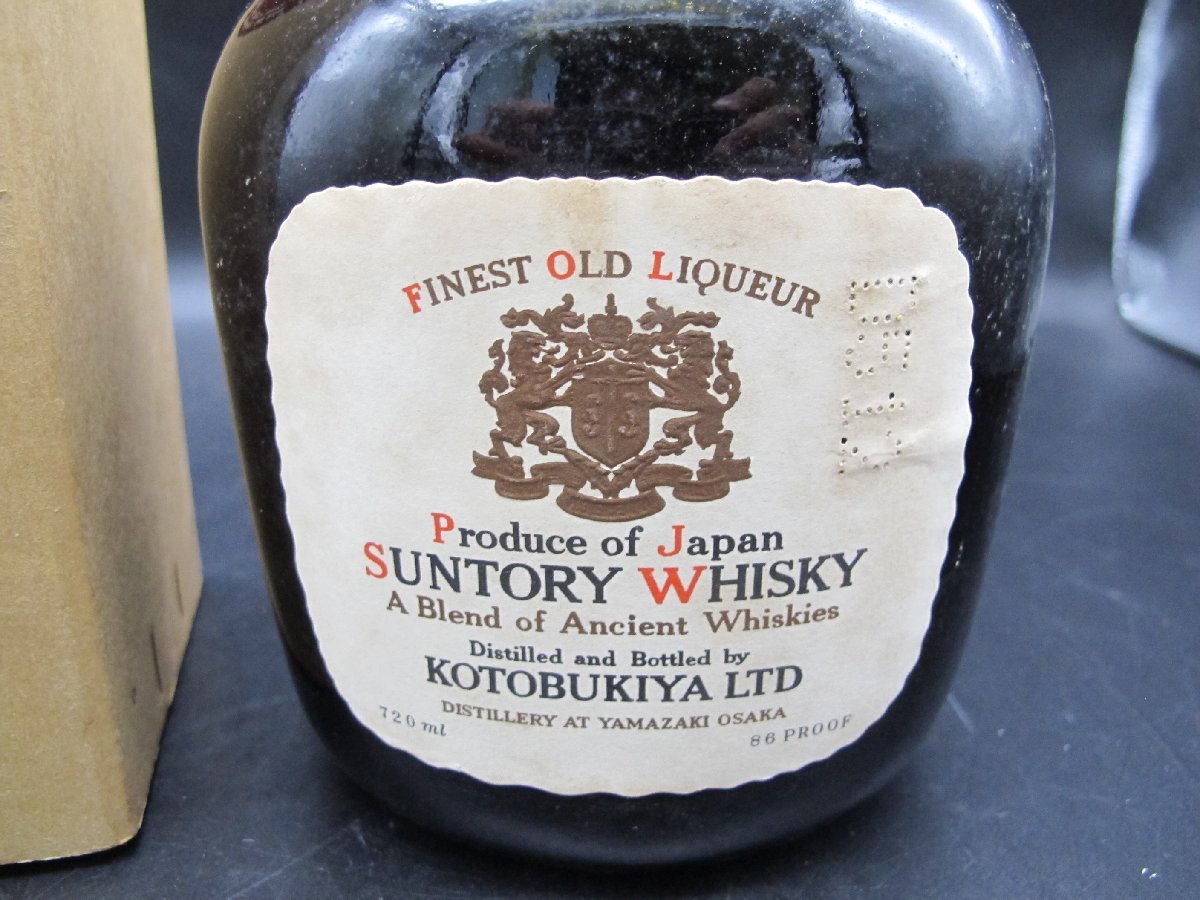 FINEST OLD LIQUEUR
Produce of Japan
SUNTORY WHISKY
A Blend of Ancient Whiskies
Distilled and Bottled by
KOTOBUKIYA LTD
DISTILLERY AT YAMAZAKI OSAKA
720 ml
86 PROOF